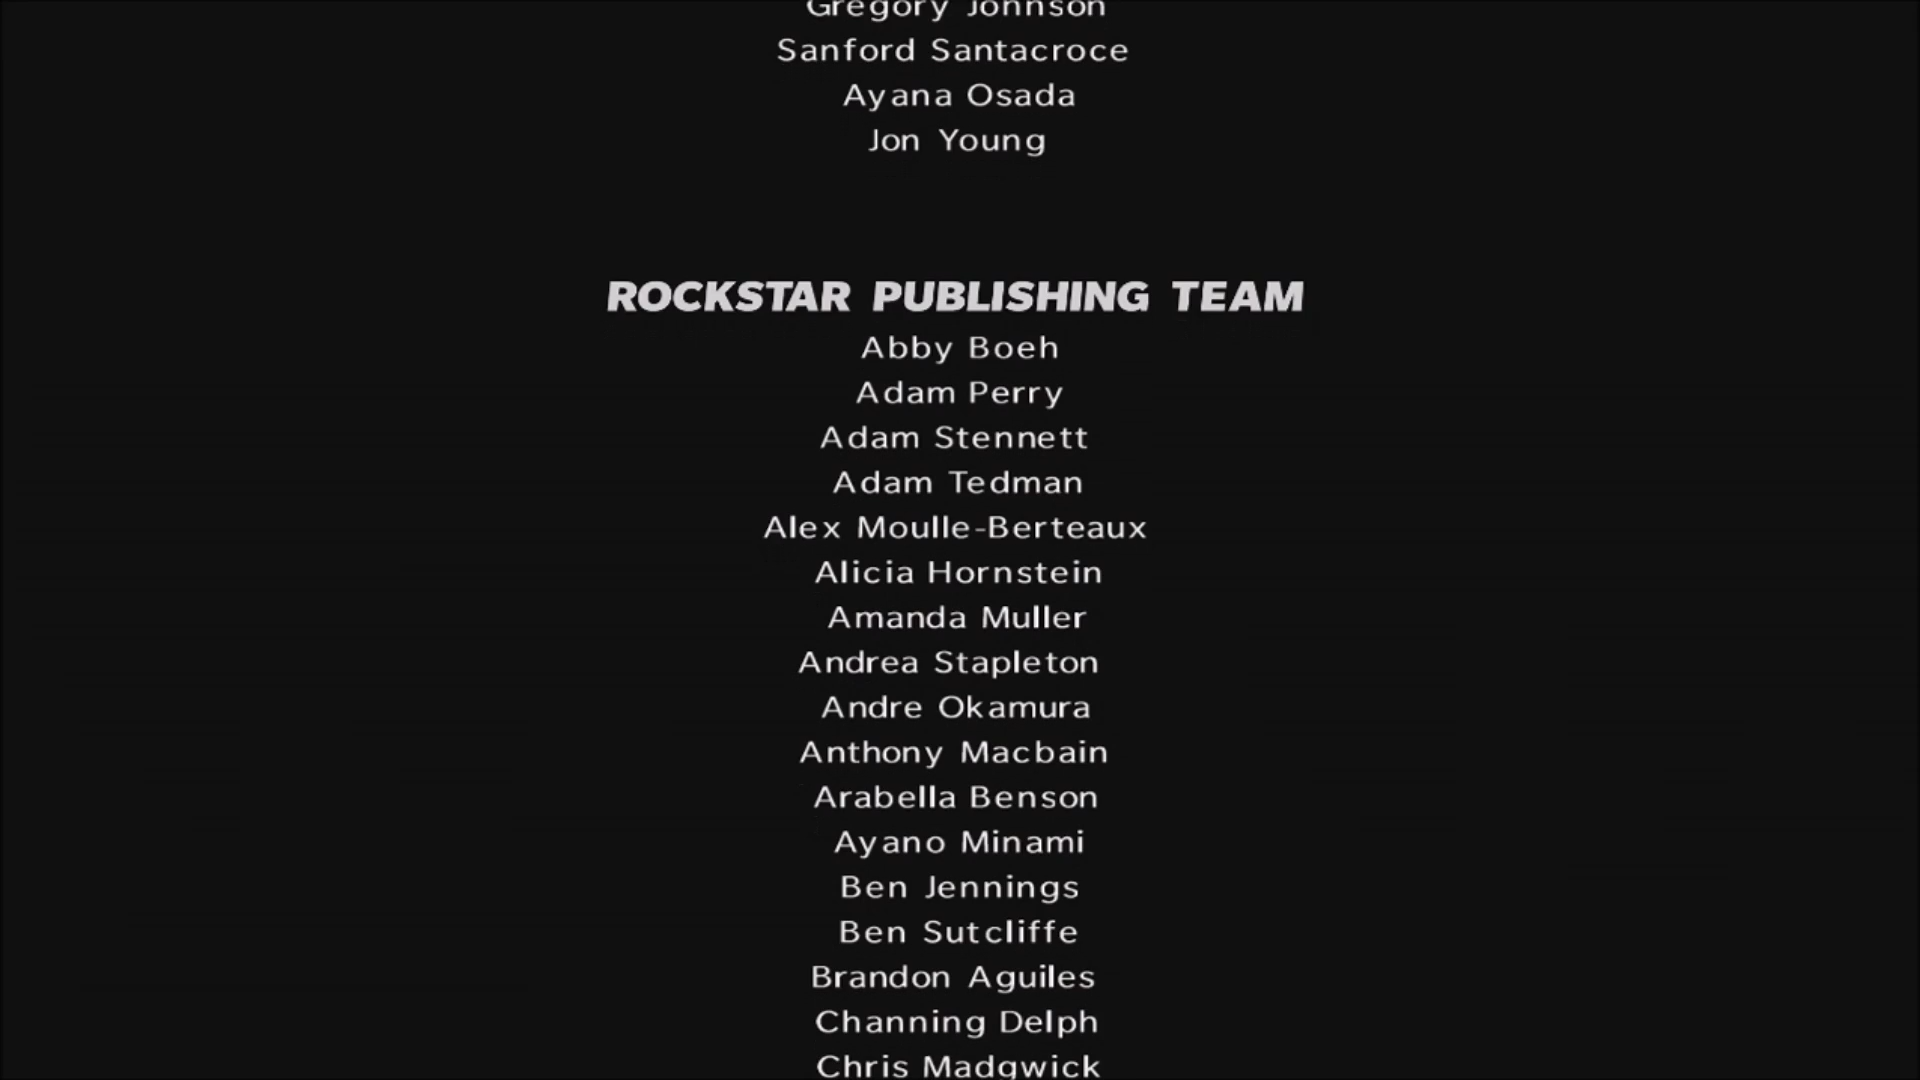 Gregory Johnson
Sanford Santacroce
Ayana Osada
Jon Young
ROCKSTAR PUBLISHING TEAM
Abby Boeh
Adam Perry
Adam Stennett
Adam Tedman
Alex Moulle-Berteaux
Alicia Hornstein
Amanda Muller
Andrea Stapleton
Andre Okamura
Anthony Macbain
Arabella Benson
Ayano Minami
Ben Jennings
Ben Sutcliffe
Brandon Aguiles
Channing Delph
Chris Madgwick